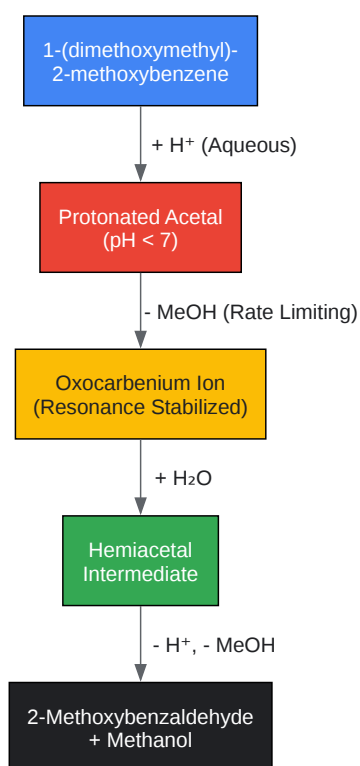 1-(dimethoxymethyl)-
2-methoxybenzene
+ H⁺ (Aqueous)
Protonated Acetal
(pH < 7)
- MeOH (Rate Limiting)
Oxocarbenium Ion
(Resonance Stabilized)
+ H₂O
Hemiacetal
Intermediate
- H⁺, - MeOH
2-Methoxybenzaldehyde
+ Methanol